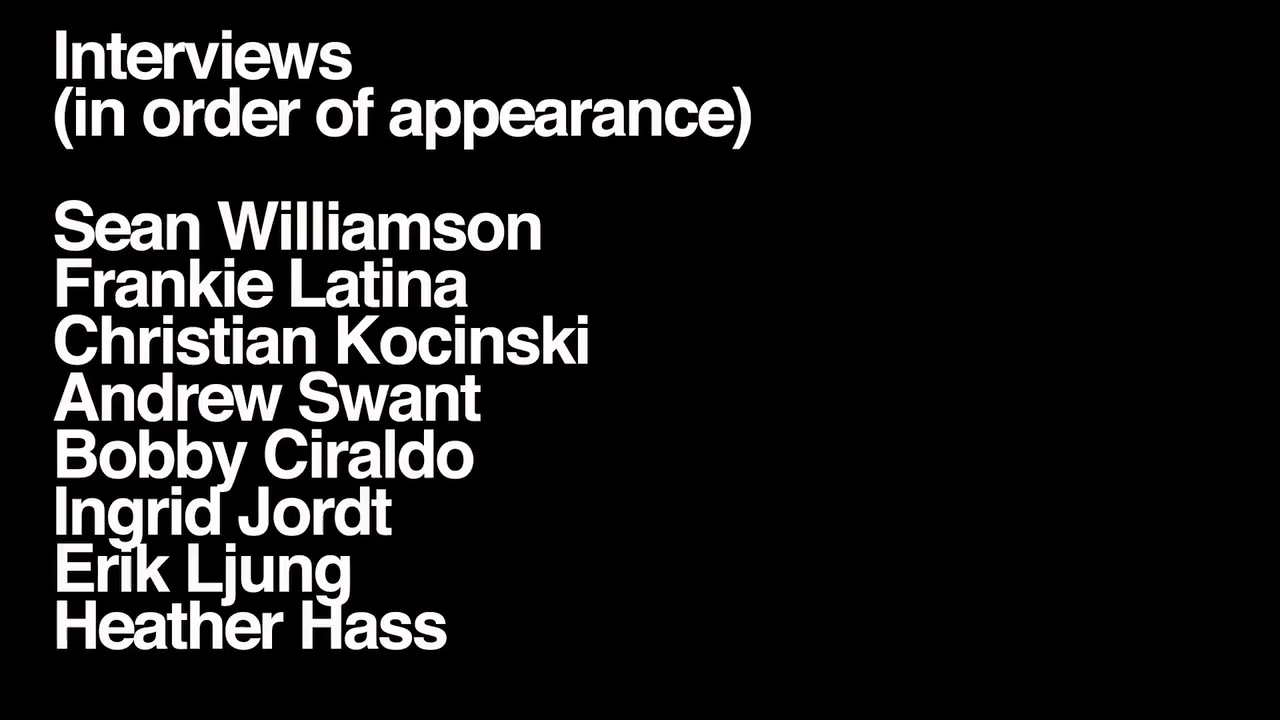 Interviews
(in order of appearance)
Sean Williamson
Frankie Latina
Christian Kocinski
Andrew Swant
Bobby Ciraldo
Ingrid Jordt
Erik Ljung
Heather Hass